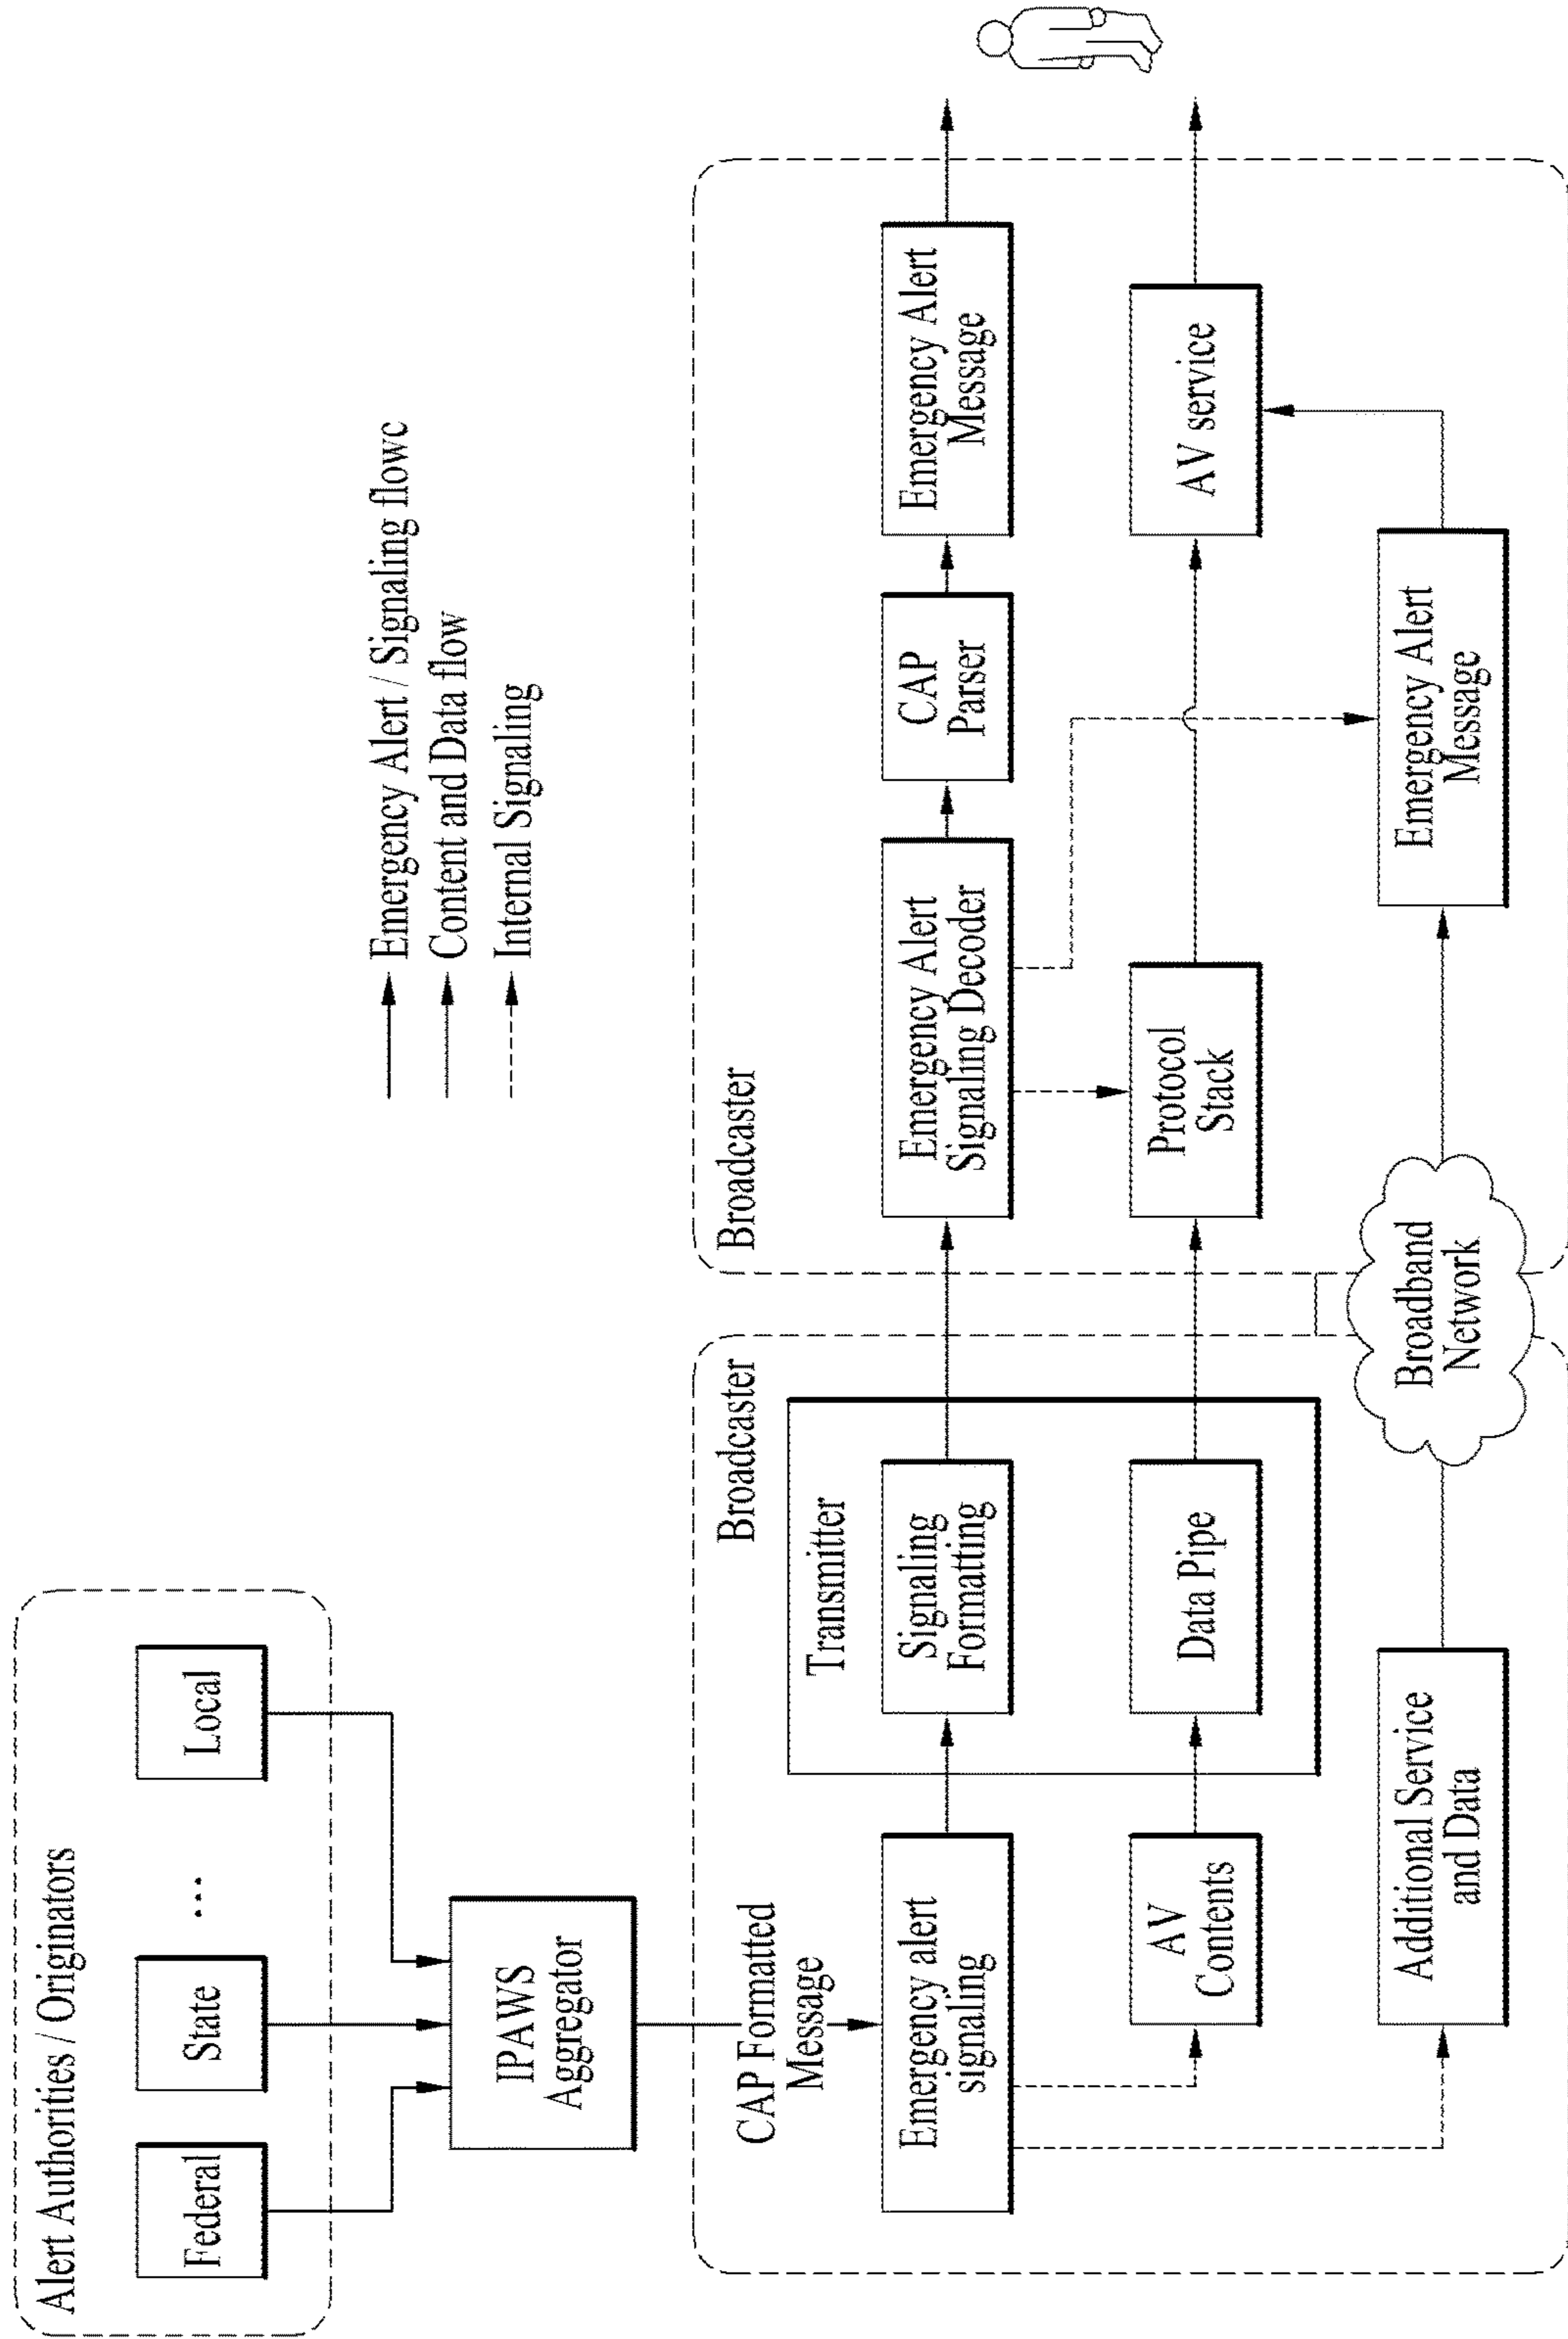 Alert Authorities / Originators
Federal
State
...
Local
IPAWS
Aggregator
Emergency Alert / Signaling flowc
Content and Data flow
Internal Signaling
CAP Formatted
Message
Broadcaster
Transmitter
Emergency alert
signaling
Signaling
Formatting
AV
Contents
Data Pipe
Additional Service
and Data
Broadband
Network
Broadcaster
Emergency Alert
Signaling Decoder
CAP
Parser
Emergency Alert
Message
Protocol
Stack
AV service
Emergency Alert
Message